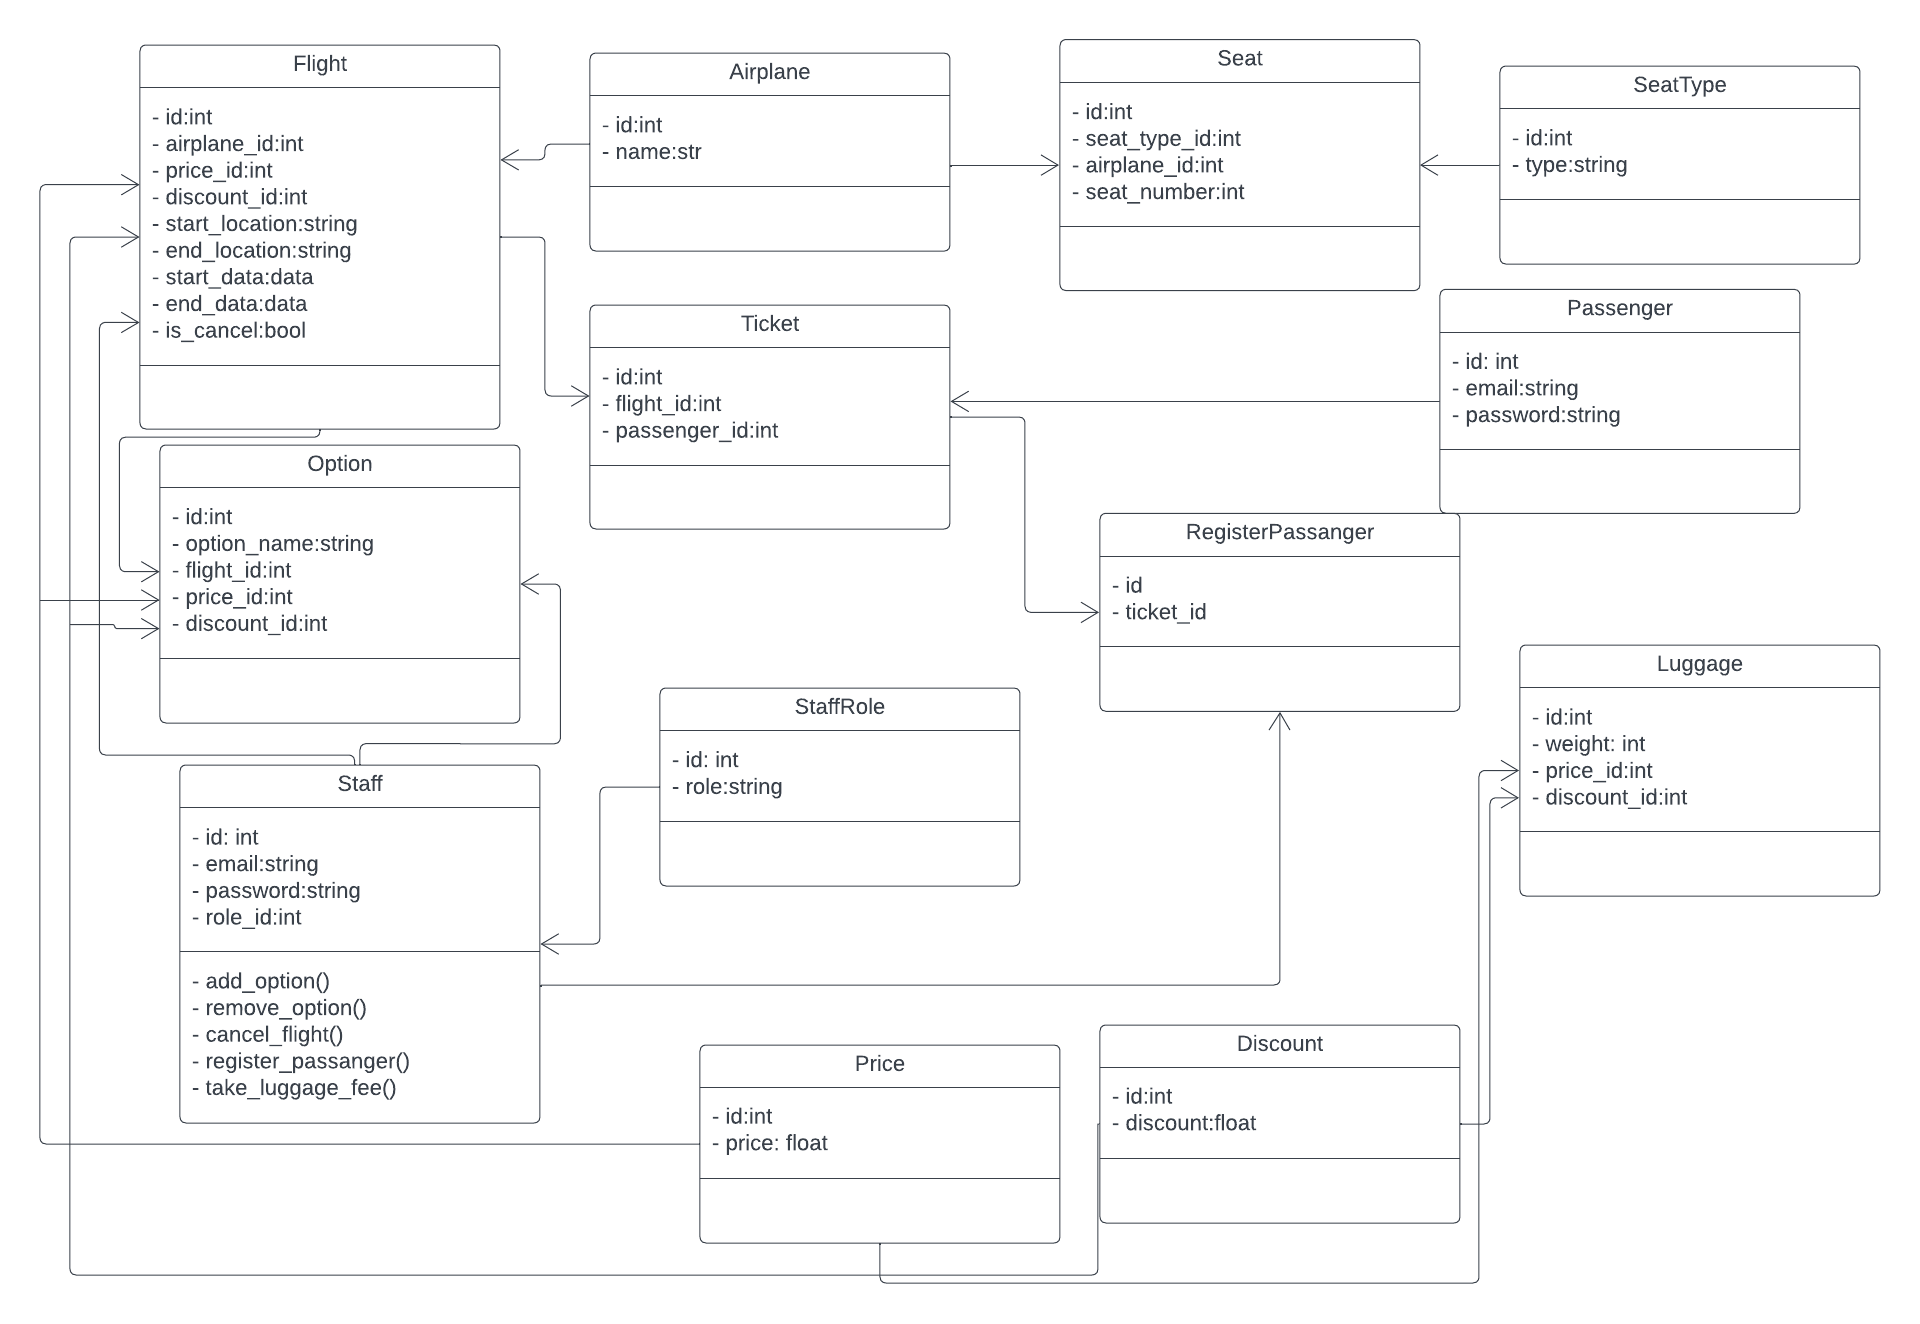 Flight
- id:int
- airplane_id:int
- price_id:int
- discount_id:int
- start_location:string
- end_location:string
- start_data:data
- end_data:data
- is_cancel:bool
Airplane
- id:int
- name:str
Seat
- id:int
- seat_type_id:int
- airplane_id:int
- seat_number:int
SeatType
- id:int
- type:string
Ticket
- id:int
- flight_id:int
- passenger_id:int
Passenger
- id: int
- email:string
- password:string
Option
- id:int
- option_name:string
- flight_id:int
- price_id:int
- discount_id:int
RegisterPassanger
- id
- ticket_id
StaffRole
- id: int
- role:string
Luggage
- id:int
- weight: int
- price_id:int
- discount_id:int
Staff
- id: int
- email:string
- password:string
- role_id:int
- add_option()
- remove_option()
- cancel_flight()
- register_passanger()
- take_luggage_fee()
Price
- id:int
- price: float
Discount
- id:int
- discount:float